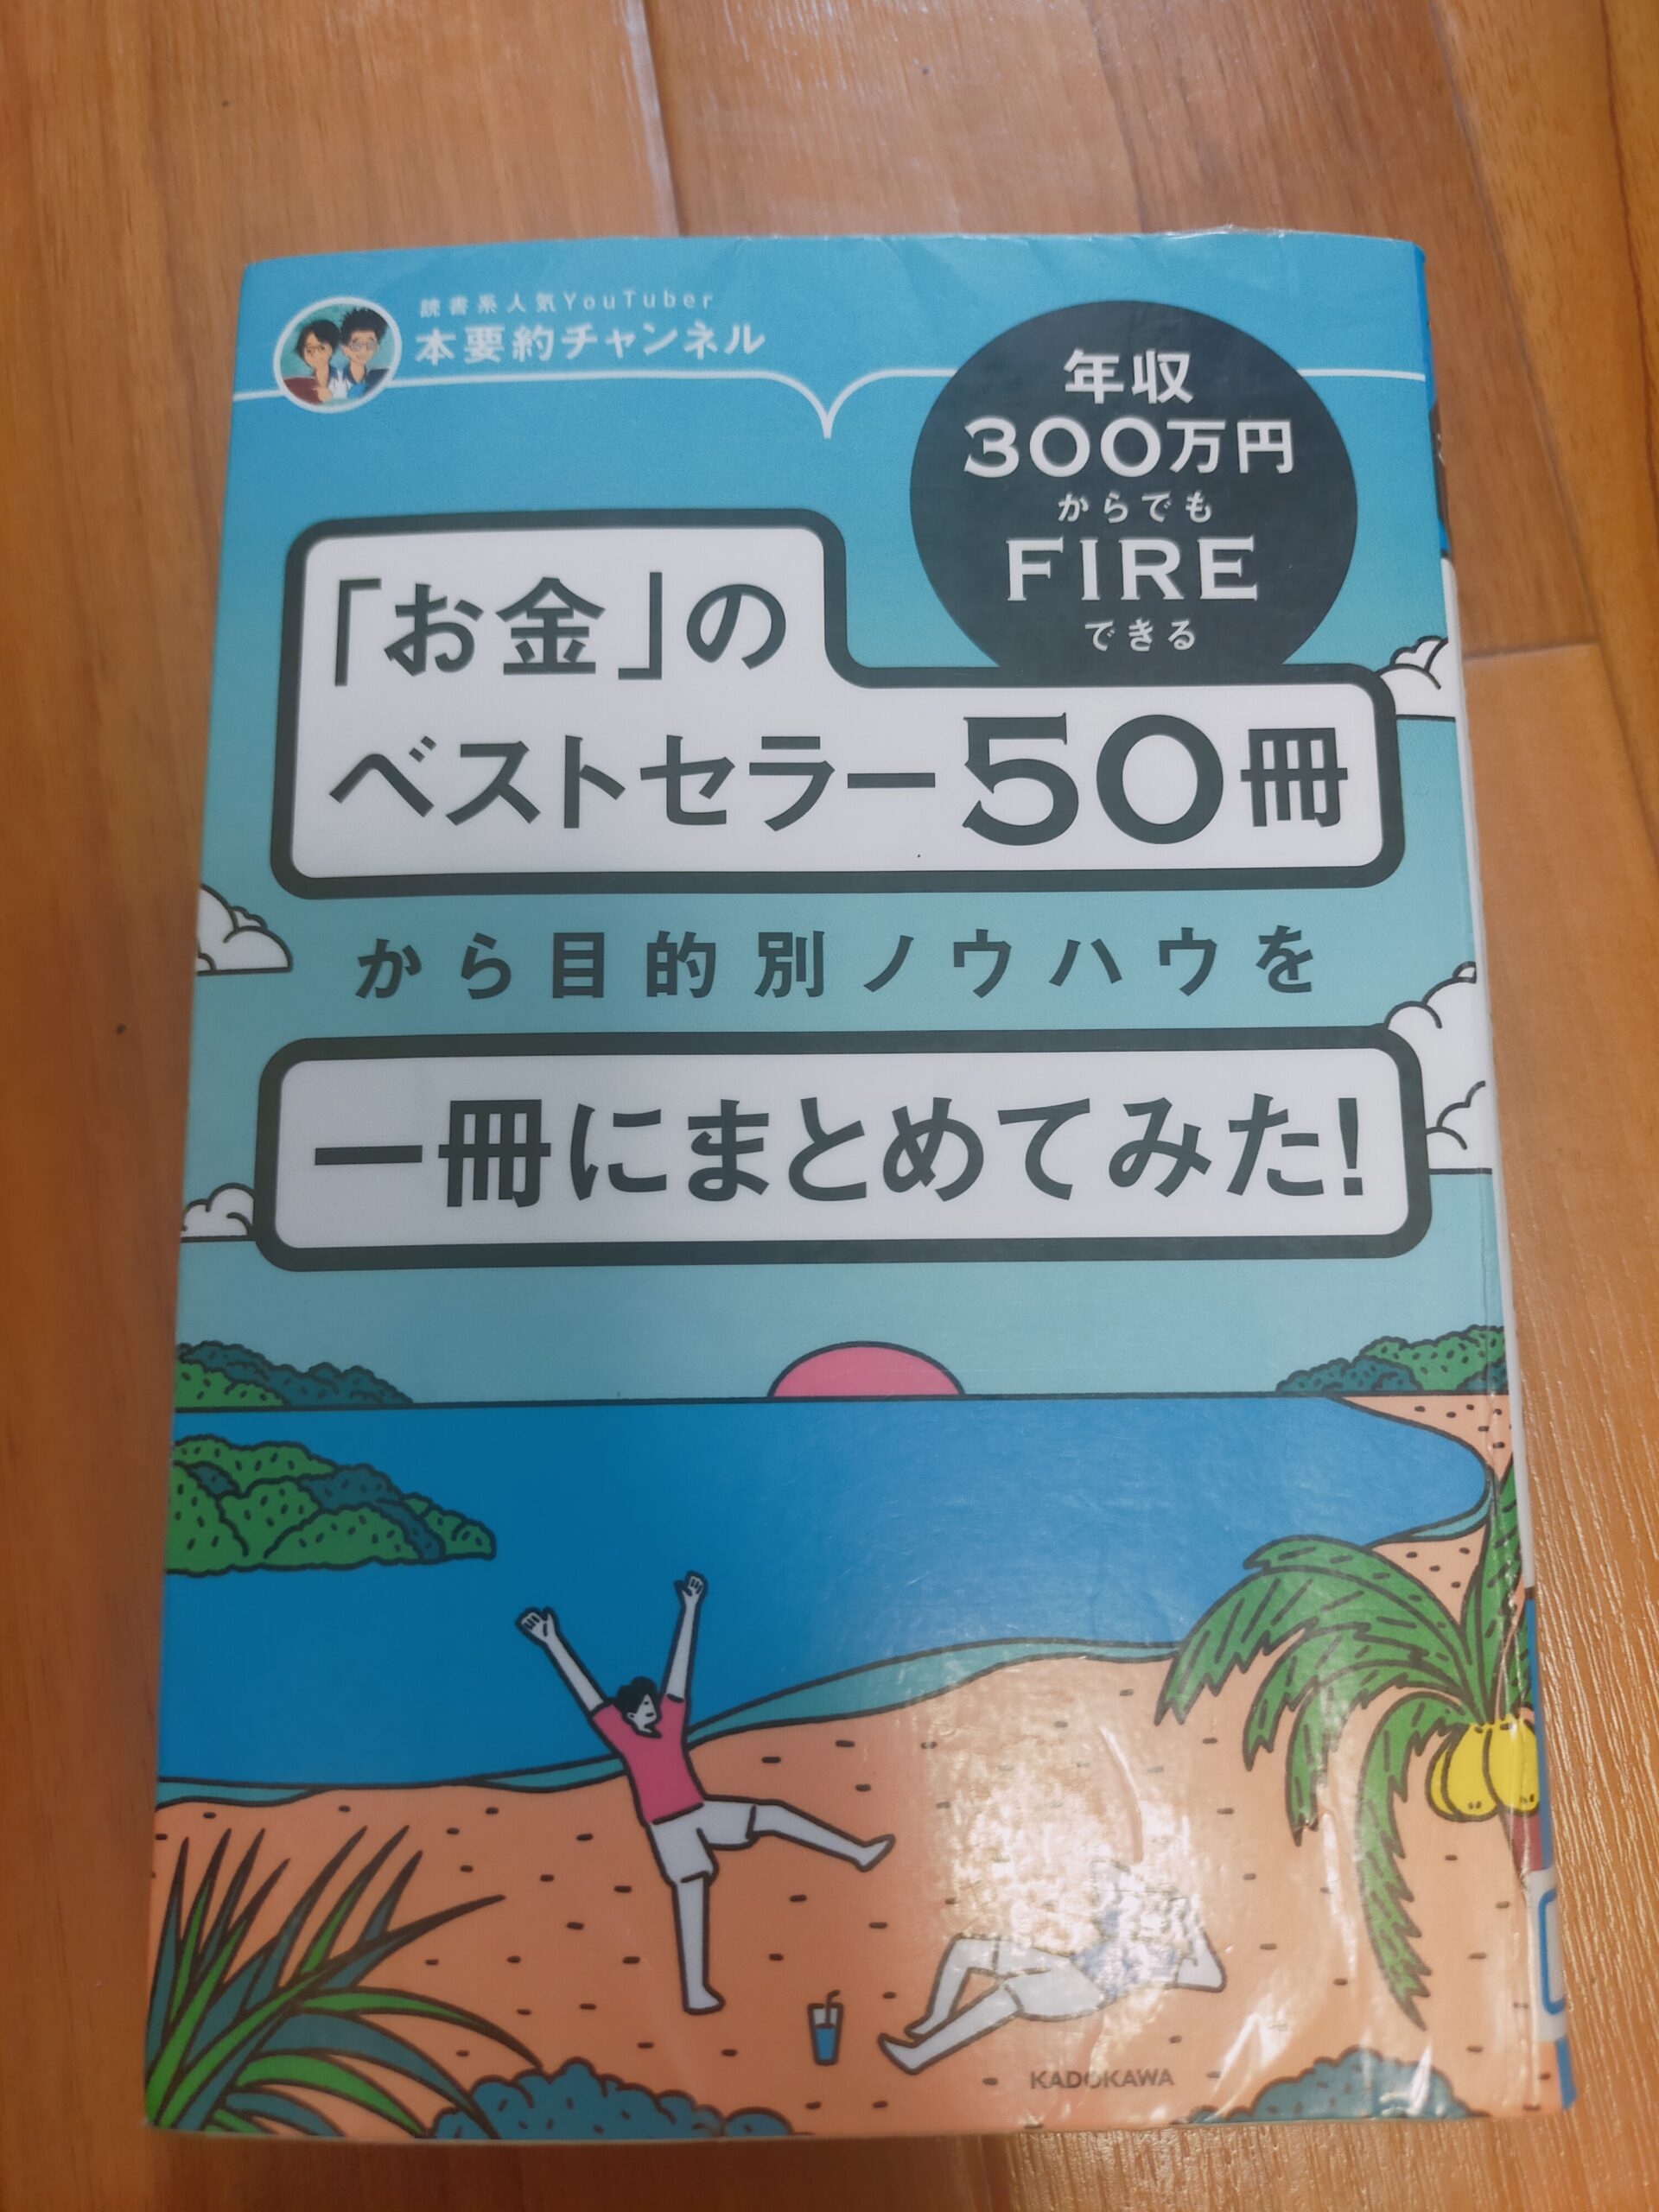 読書系人気YouTuber
本要約チャンネル
年収
300万円
からでも
FIRE
できる
「お金」の
ベストセラー50冊
から目的別ノウハウを
一冊にまとめてみた!
KADOKAWA